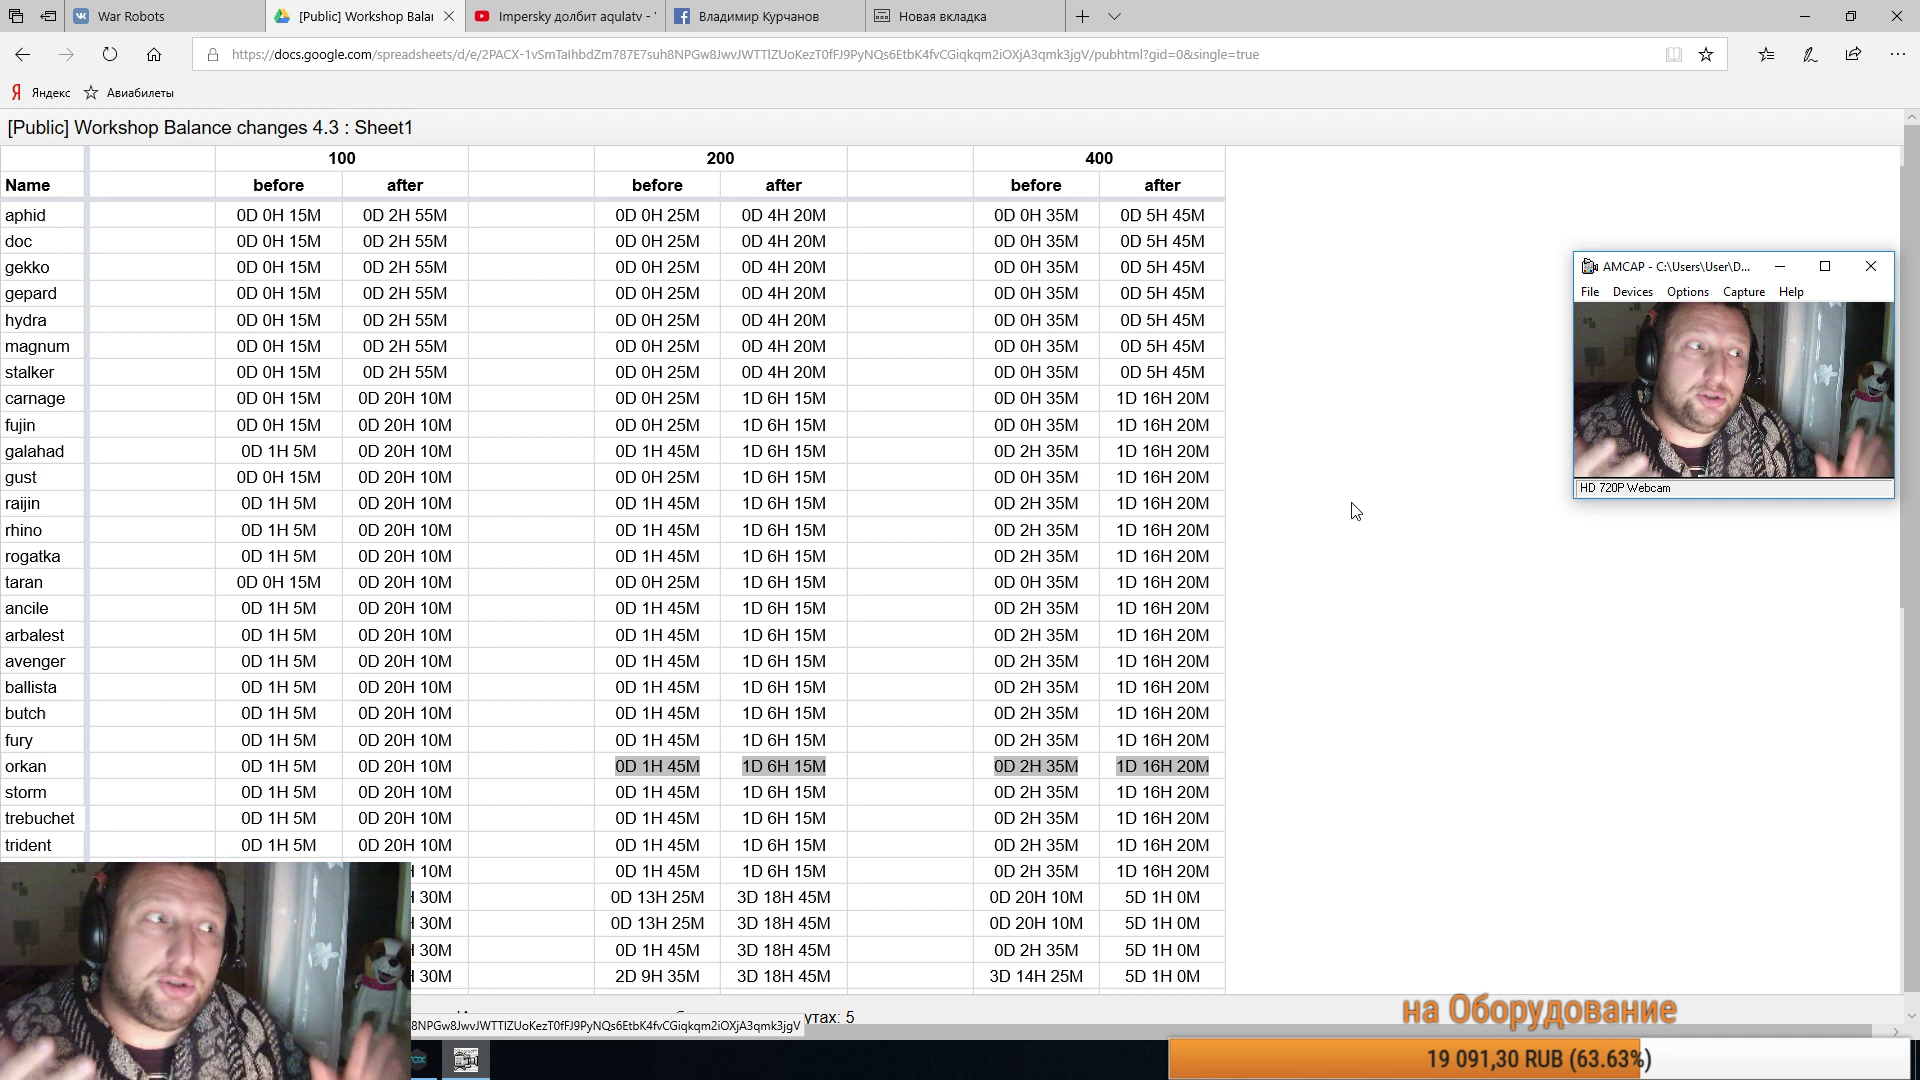 War Robots
[Public] Workshop Balar
Impersky долбит aqulatv -
Владимир Курчанов
Новая вкладка
https://docs.google.com/spreadsheets/d/e/2PACX-1vSmTaIhbdZm787E7suh8NPGw8JwvJWTTIZUoKezT0fFJ9PyNQs6EtbK4fvCGiqkqm2iOXjA3qmk3jgV/pubhtml?gid=0&single=true
Яндекс Авиабилеты
[Public] Workshop Balance changes 4.3 : Sheet1
100 200 400
Name before after before after before after
aphid 0D 0H 15M 0D 2H 55M 0D 0H 25M 0D 4H 20M 0D 0H 35M 0D 5H 45M
doc 0D 0H 15M 0D 2H 55M 0D 0H 25M 0D 4H 20M 0D 0H 35M 0D 5H 45M
gekko 0D 0H 15M 0D 2H 55M 0D 0H 25M 0D 4H 20M 0D 0H 35M 0D 5H 45M
gepard 0D 0H 15M 0D 2H 55M 0D 0H 25M 0D 4H 20M 0D 0H 35M 0D 5H 45M
hydra 0D 0H 15M 0D 2H 55M 0D 0H 25M 0D 4H 20M 0D 0H 35M 0D 5H 45M
magnum 0D 0H 15M 0D 2H 55M 0D 0H 25M 0D 4H 20M 0D 0H 35M 0D 5H 45M
stalker 0D 0H 15M 0D 2H 55M 0D 0H 25M 0D 4H 20M 0D 0H 35M 0D 5H 45M
carnage 0D 0H 15M 0D 20H 10M 0D 0H 25M 1D 6H 15M 0D 0H 35M 1D 16H 20M
fujin 0D 0H 15M 0D 20H 10M 0D 0H 25M 1D 6H 15M 0D 0H 35M 1D 16H 20M
galahad 0D 1H 5M 0D 20H 10M 0D 1H 45M 1D 6H 15M 0D 2H 35M 1D 16H 20M
gust 0D 0H 15M 0D 20H 10M 0D 0H 25M 1D 6H 15M 0D 0H 35M 1D 16H 20M
raijin 0D 1H 5M 0D 20H 10M 0D 1H 45M 1D 6H 15M 0D 2H 35M 1D 16H 20M
rhino 0D 1H 5M 0D 20H 10M 0D 1H 45M 1D 6H 15M 0D 2H 35M 1D 16H 20M
rogatka 0D 1H 5M 0D 20H 10M 0D 1H 45M 1D 6H 15M 0D 2H 35M 1D 16H 20M
taran 0D 0H 15M 0D 20H 10M 0D 0H 25M 1D 6H 15M 0D 0H 35M 1D 16H 20M
ancile 0D 1H 5M 0D 20H 10M 0D 1H 45M 1D 6H 15M 0D 2H 35M 1D 16H 20M
arbalest 0D 1H 5M 0D 20H 10M 0D 1H 45M 1D 6H 15M 0D 2H 35M 1D 16H 20M
avenger 0D 1H 5M 0D 20H 10M 0D 1H 45M 1D 6H 15M 0D 2H 35M 1D 16H 20M
ballista 0D 1H 5M 0D 20H 10M 0D 1H 45M 1D 6H 15M 0D 2H 35M 1D 16H 20M
butch 0D 1H 5M 0D 20H 10M 0D 1H 45M 1D 6H 15M 0D 2H 35M 1D 16H 20M
fury 0D 1H 5M 0D 20H 10M 0D 1H 45M 1D 6H 15M 0D 2H 35M 1D 16H 20M
orkan 0D 1H 5M 0D 20H 10M 0D 1H 45M 1D 6H 15M 0D 2H 35M 1D 16H 20M
storm 0D 1H 5M 0D 20H 10M 0D 1H 45M 1D 6H 15M 0D 2H 35M 1D 16H 20M
trebuchet 0D 1H 5M 0D 20H 10M 0D 1H 45M 1D 6H 15M 0D 2H 35M 1D 16H 20M
trident 0D 1H 5M 0D 20H 10M 0D 1H 45M 1D 6H 15M 0D 2H 35M 1D 16H 20M
10M 0D 1H 45M 1D 6H 15M 0D 2H 35M 1D 16H 20M
30M 0D 13H 25M 3D 18H 45M 0D 20H 10M 5D 1H 0M
30M 0D 13H 25M 3D 18H 45M 0D 20H 10M 5D 1H 0M
30M 0D 1H 45M 3D 18H 45M 0D 2H 35M 5D 1H 0M
30M 2D 9H 35M 3D 18H 45M 3D 14H 25M 5D 1H 0M
AMCAP - C:\Users\User\D...
File Devices Options Capture Help
HD 720P Webcam
утах: 5
8NPGw8JwvJWTTIZUoKezT0fFJ9PyNQs6EtbK4fvCGiqkqm2iOXjA3qmk3jgV
на Оборудование
19 091,30 RUB (63.63%)